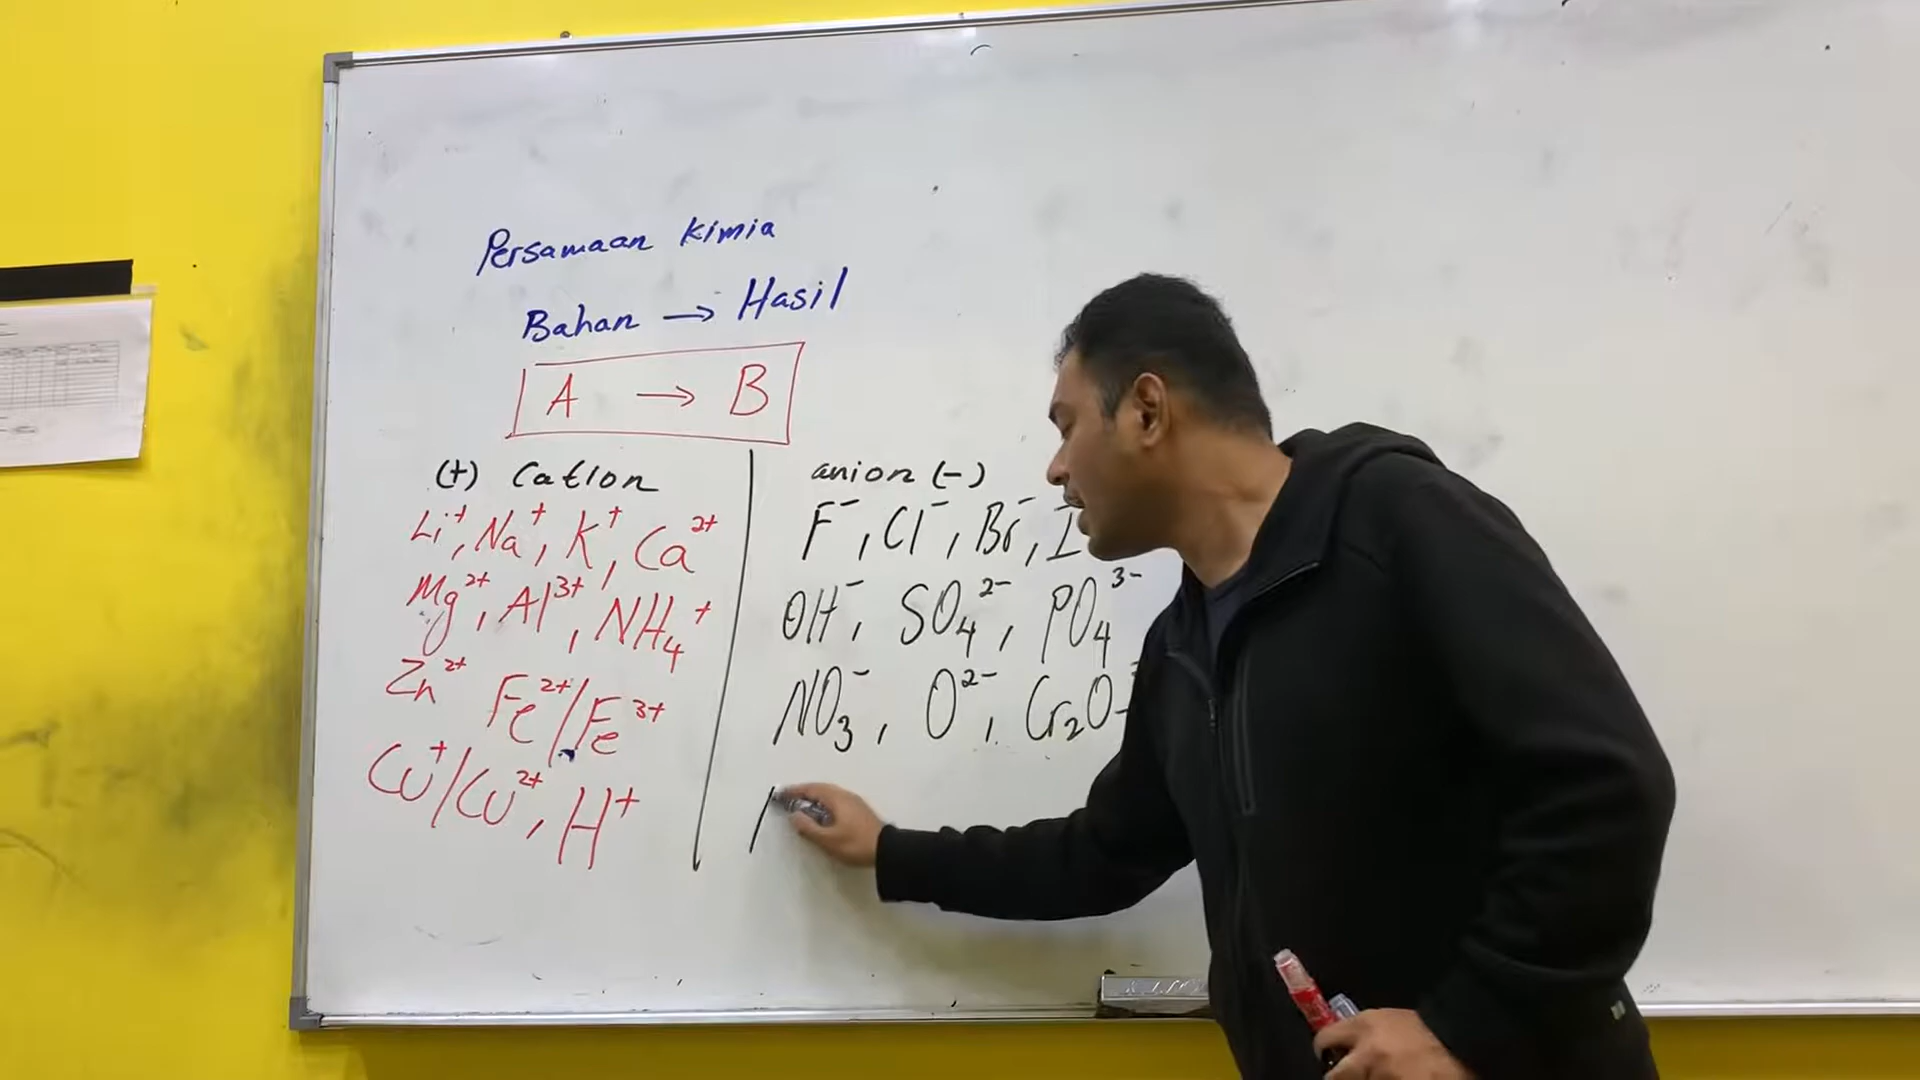 Persamaan kimia
Bahan → Hasil
A → B
(+) Cation
Li⁺, Na⁺, K⁺, Ca²⁺
Mg²⁺, Al³⁺, NH₄⁺
Zn²⁺ Fe²⁺/Fe³⁺
Cu⁺/Cu²⁺, H⁺
anion (-)
F⁻, Cl⁻, Br⁻, I
OH⁻, SO₄²⁻, PO₄³⁻
NO₃⁻, O²⁻, Cr₂O